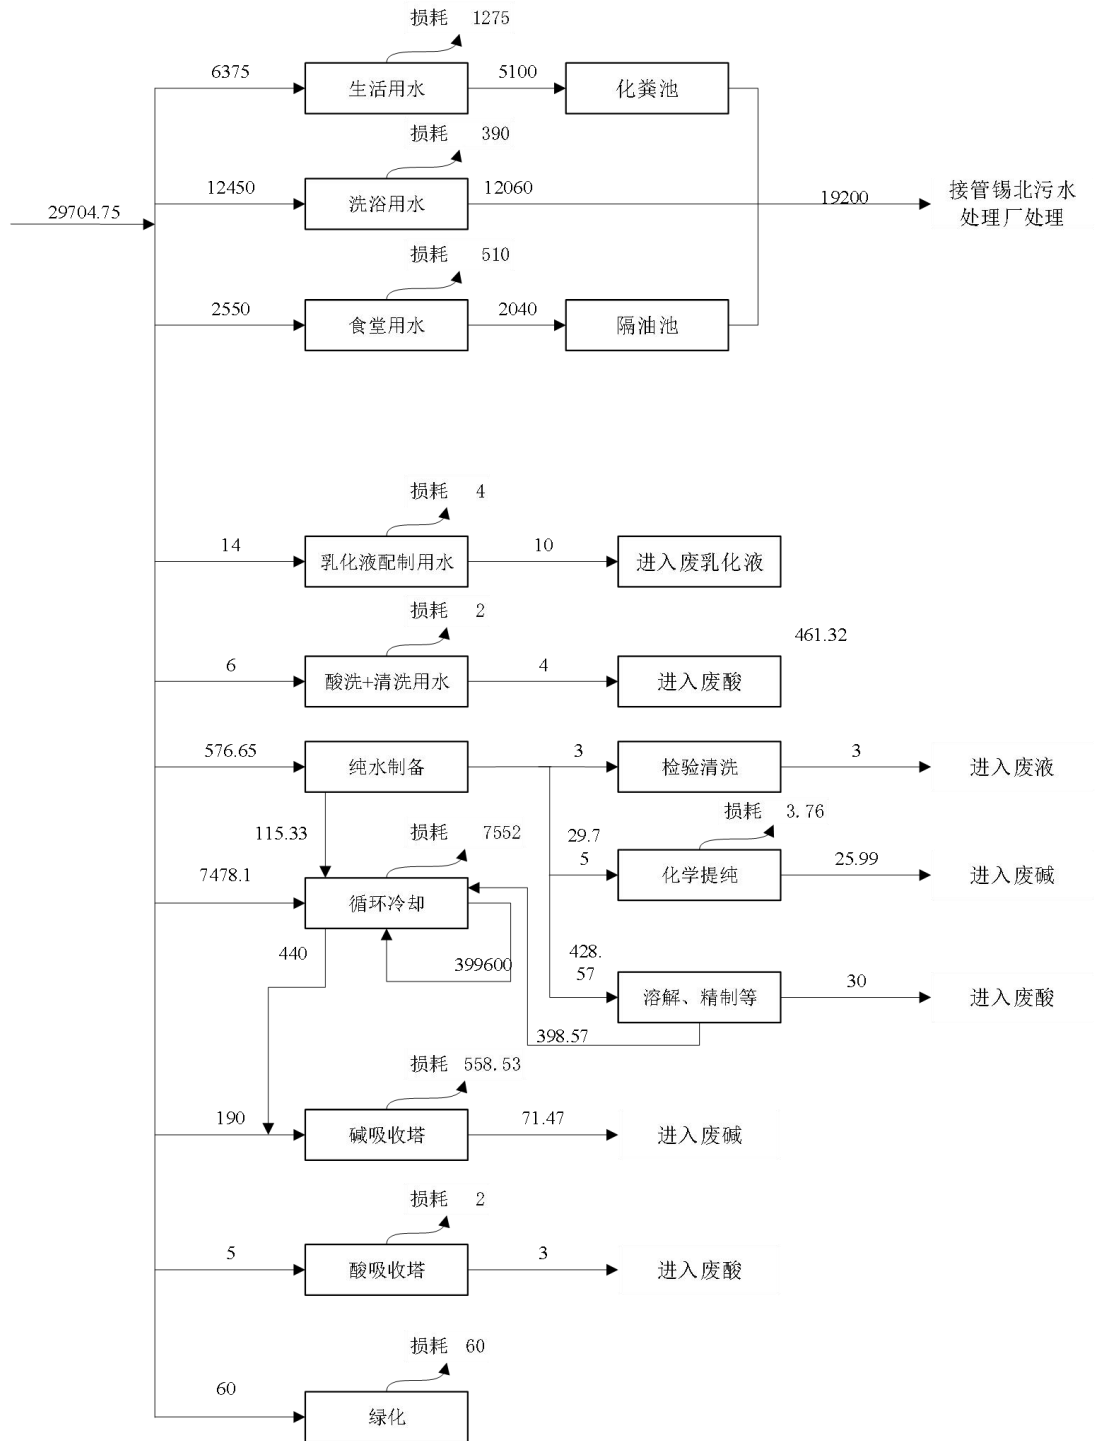 损耗 1275
6375
生活用水
5100
化粪池
损耗 390
12450
洗浴用水
12060
29704.75
19200
接管锡北污水
处理厂处理
损耗 510
2550
食堂用水
2040
隔油池
损耗 4
14
乳化液配制用水
10
进入废乳化液
损耗 2
461.32
6
酸洗+清洗用水
4
进入废酸
576.65
纯水制备
3
检验清洗
3
进入废液
115.33
损耗 7552
29.7
5
损耗 3.76
化学提纯
25.99
进入废碱
7478.1
循环冷却
440
399600
428.
57
溶解、精制等
30
进入废酸
398.57
损耗 558.53
190
碱吸收塔
71.47
进入废碱
损耗 2
5
酸吸收塔
3
进入废酸
损耗 60
60
绿化